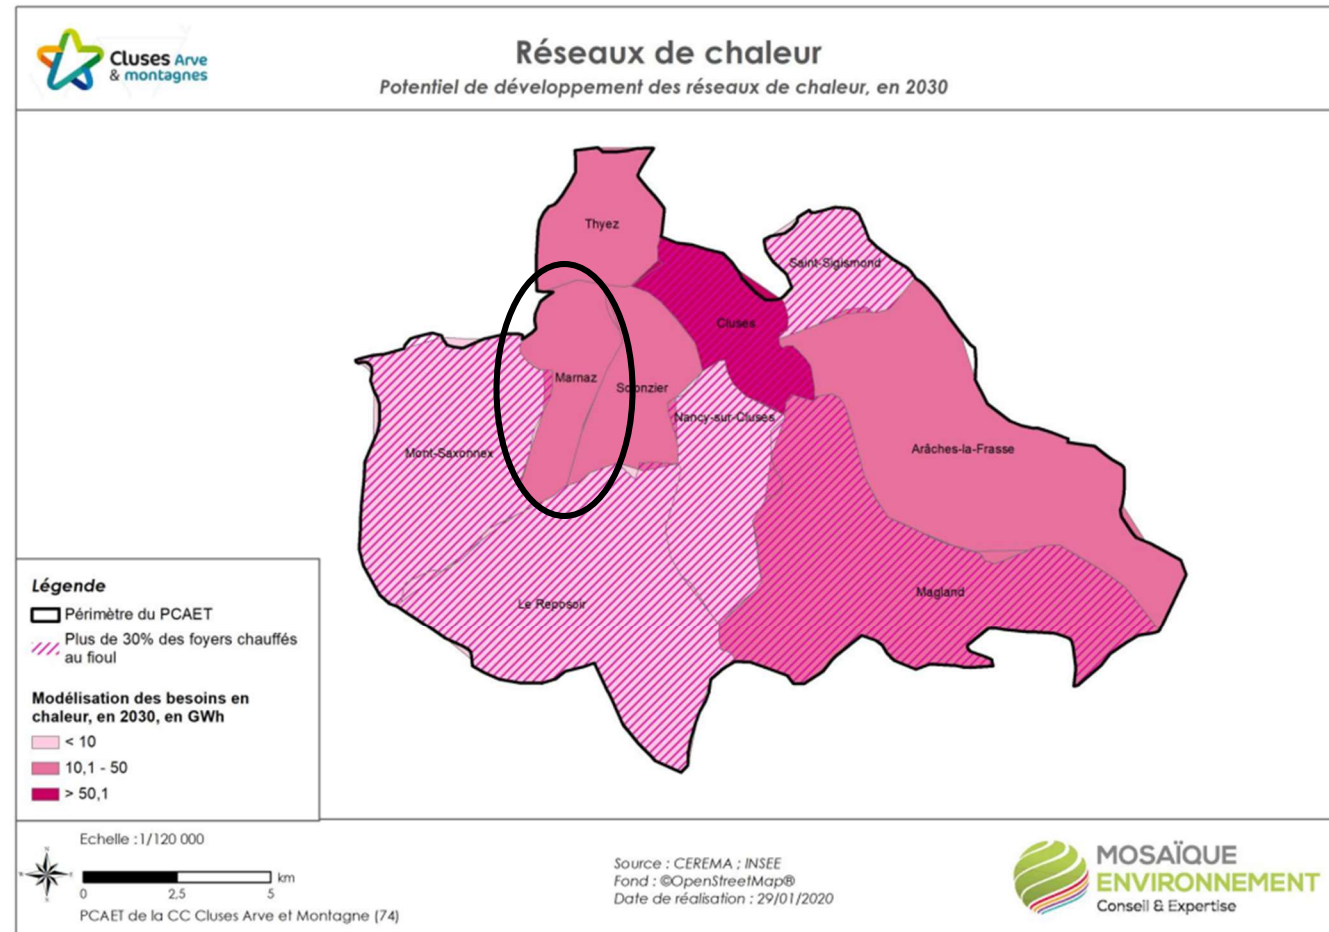 Cluses Arve
& montagnes
Réseaux de chaleur
Potentiel de développement des réseaux de chaleur, en 2030
Thyez
Saint-Sigismond
Cluses
Marnaz
Scionzier
Nancy-sur-Cluses
Mont-Saxonnex
Arâches-la-Frasse
Le Reposoir
Magland
Légende
Périmètre du PCAET
Plus de 30% des foyers chauffés
au fioul
Modélisation des besoins en
chaleur, en 2030, en GWh
< 10
10,1 - 50
> 50,1
Echelle : 1/120 000
N
E
S
km
0 2,5 5
PCAET de la CC Cluses Arve et Montagne (74)
Source : CEREMA ; INSEE
Fond : ©OpenStreetMap®
Date de réalisation : 29/01/2020
MOSAÏQUE
ENVIRONNEMENT
Conseil & Expertise